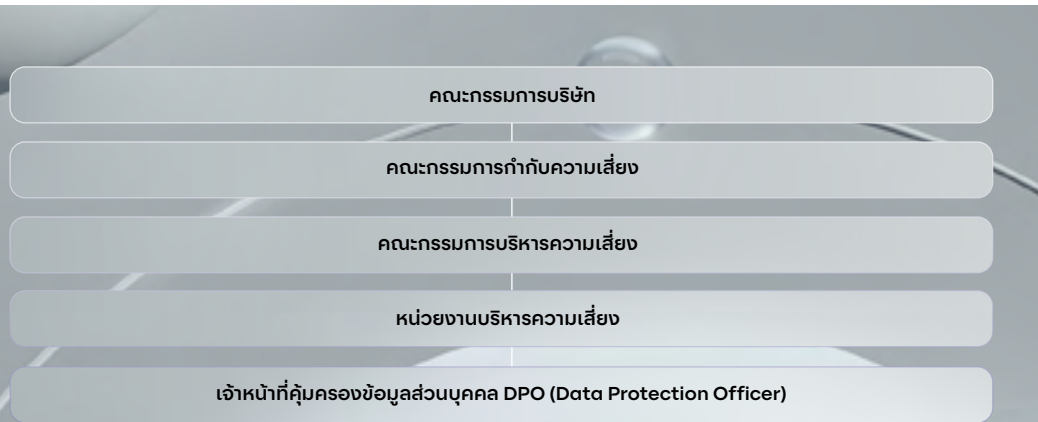 คณะกรรมการบริษัท
คณะกรรมการกำกับความเสี่ยง
คณะกรรมการบริหารความเสี่ยง
หน่วยงานบริหารความเสี่ยง
เจ้าหน้าที่คุ้มครองข้อมูลส่วนบุคคล DPO (Data Protection Officer)